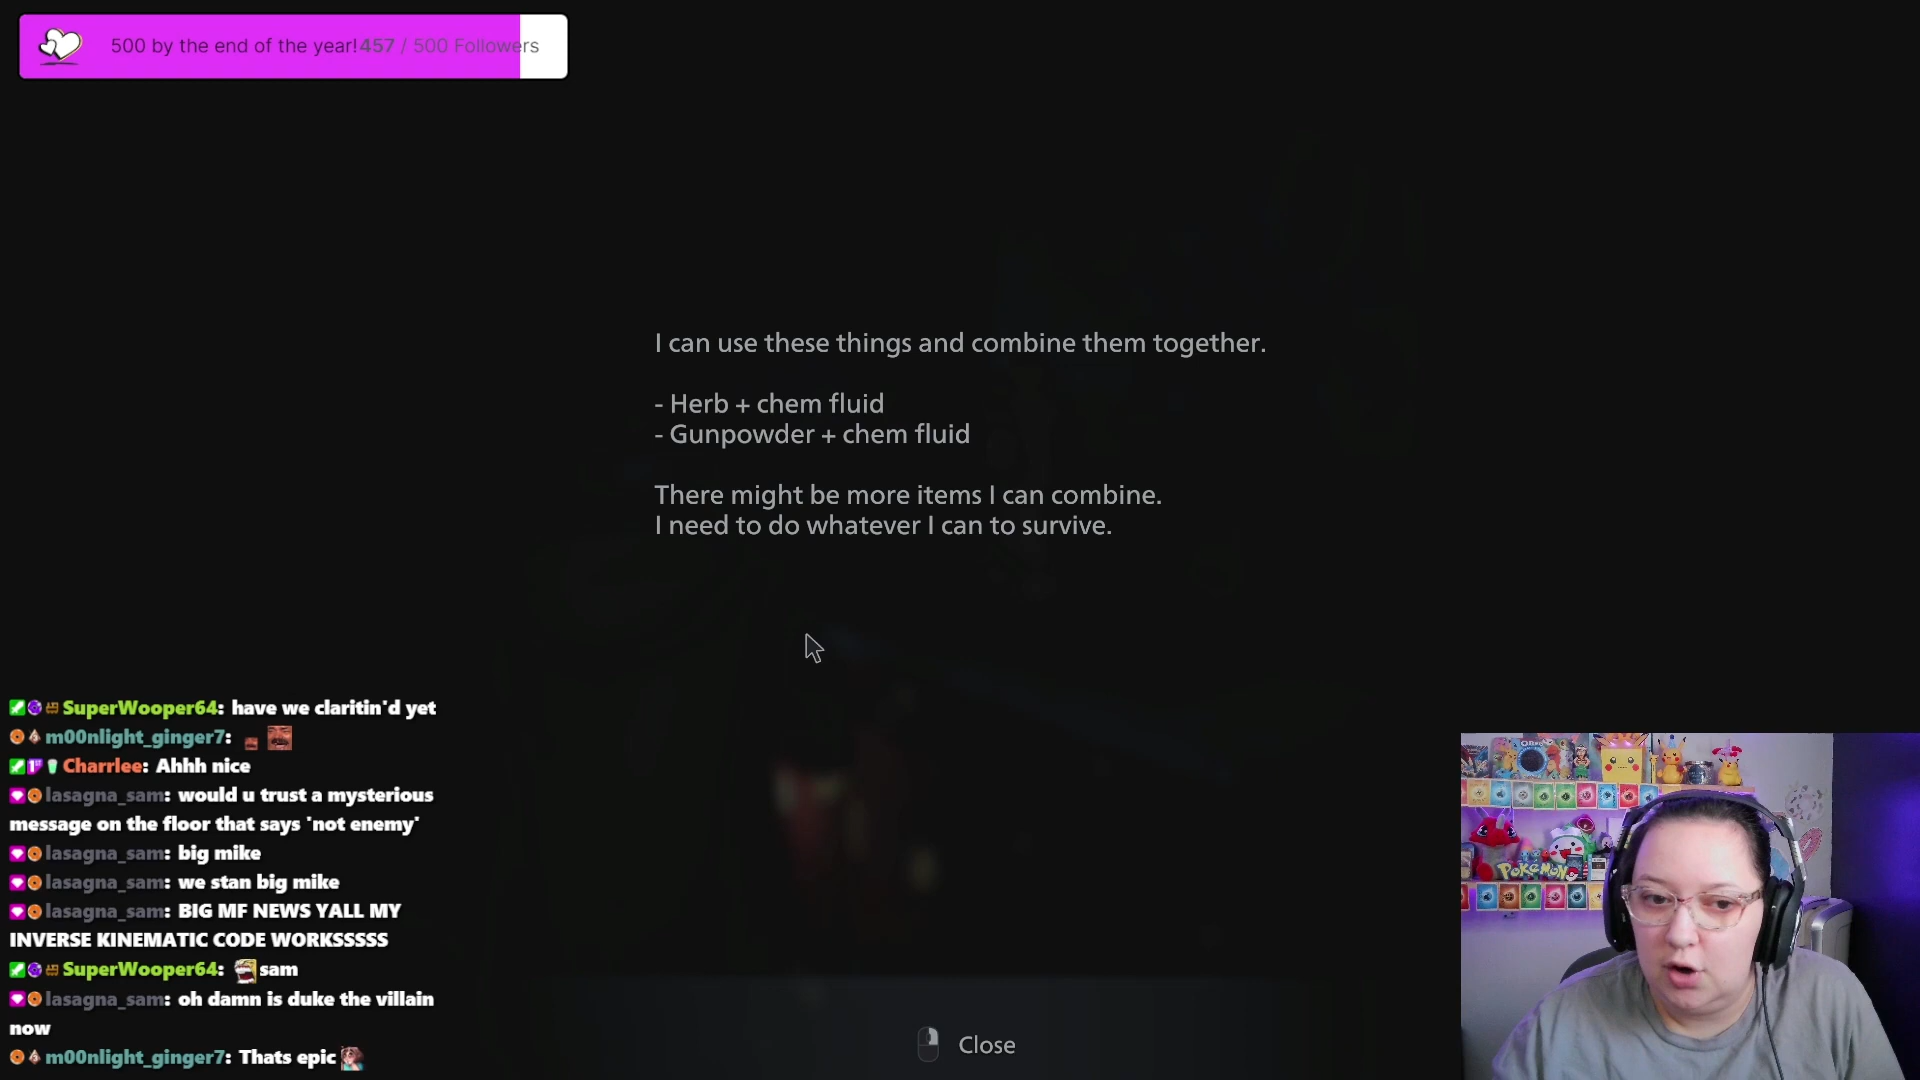 500 by the end of the year! 457 / 500 Followers
I can use these things and combine them together.
- Herb + chem fluid
- Gunpowder + chem fluid
There might be more items I can combine.
I need to do whatever I can to survive.
SuperWooper64: have we claritin'd yet
m00nlight_ginger7:
Charrlee: Ahhh nice
lasagna_sam: would u trust a mysterious
message on the floor that says 'not enemy'
lasagna_sam: big mike
lasagna_sam: we stan big mike
lasagna_sam: BIG MF NEWS YALL MY
INVERSE KINEMATIC CODE WORKSSSSS
SuperWooper64: sam
lasagna_sam: oh damn is duke the villain
now
m00nlight_ginger7: Thats epic
Close
POKéMON